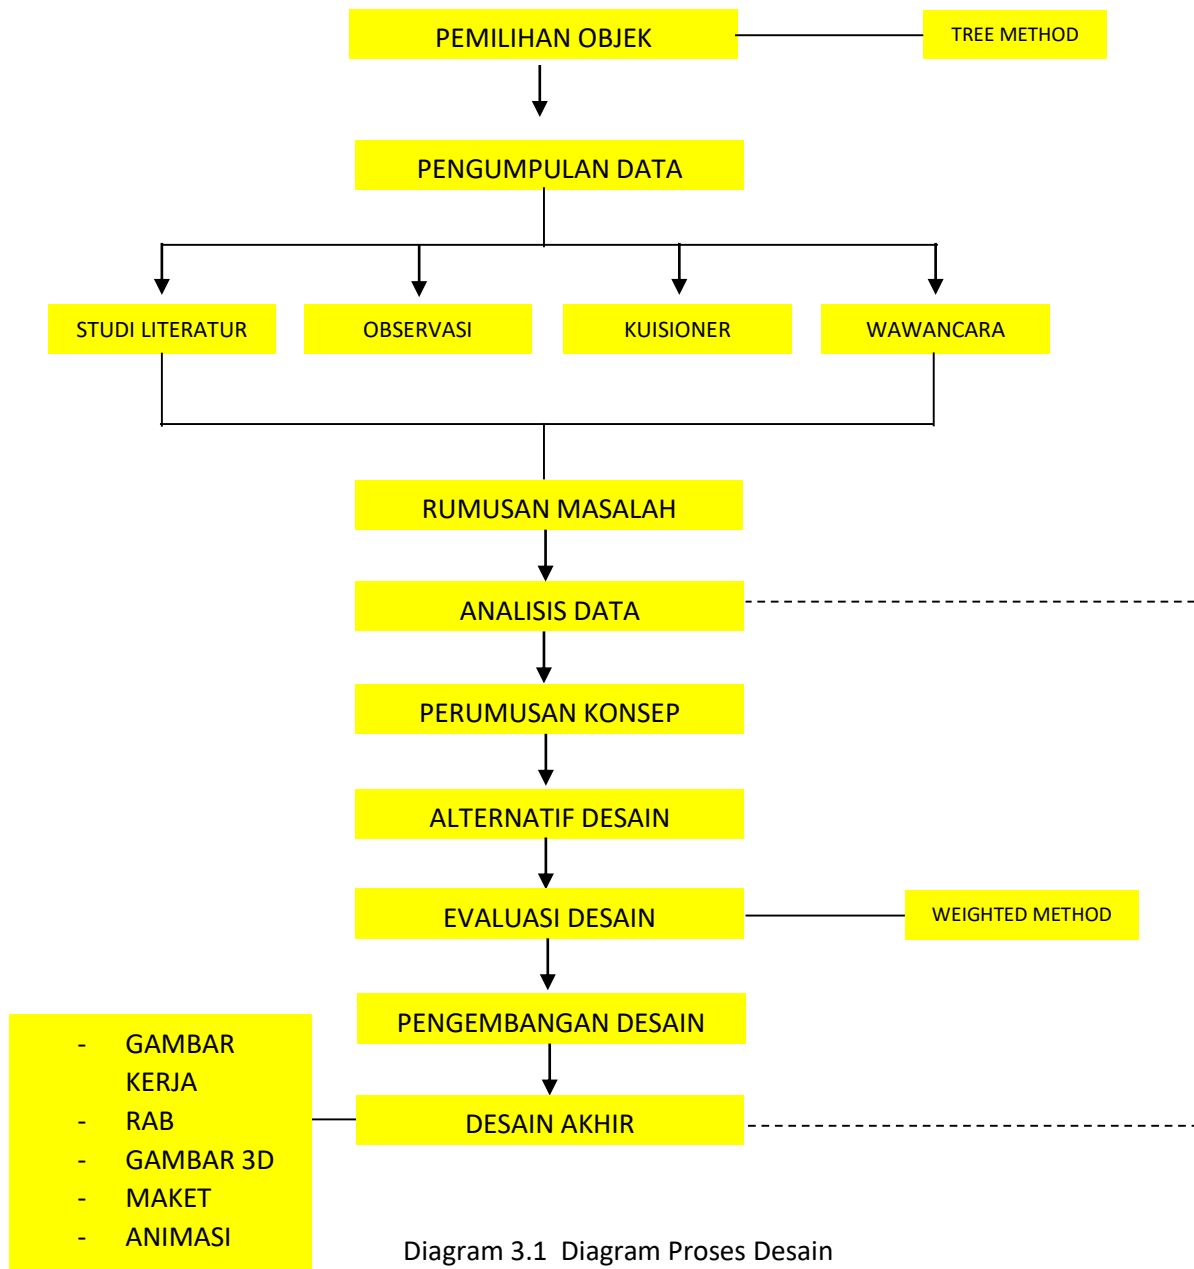 PEMILIHAN OBJEK
TREE METHOD
PENGUMPULAN DATA
STUDI LITERATUR
OBSERVASI
KUISIONER
WAWANCARA
RUMUSAN MASALAH
ANALISIS DATA
PERUMUSAN KONSEP
ALTERNATIF DESAIN
EVALUASI DESAIN
WEIGHTED METHOD
PENGEMBANGAN DESAIN
DESAIN AKHIR
- GAMBAR
KERJA
- RAB
- GAMBAR 3D
- MAKET
- ANIMASI
Diagram 3.1 Diagram Proses Desain